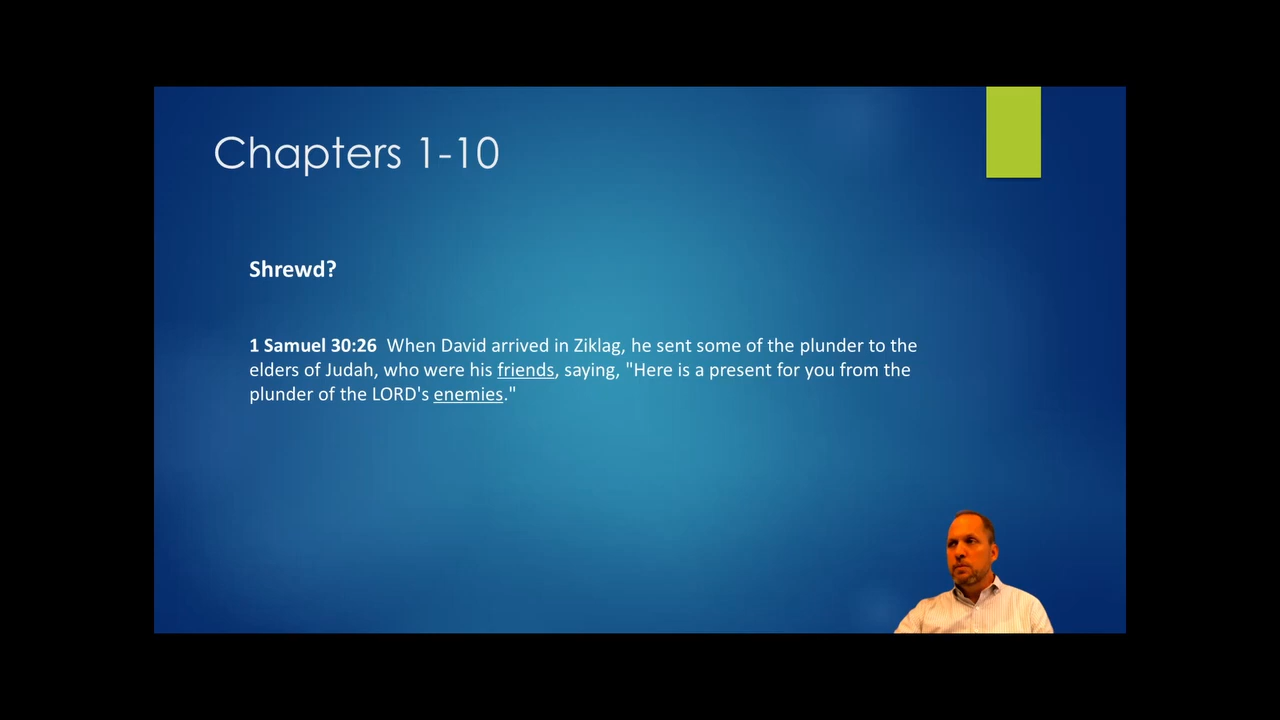 Chapters 1-10
Shrewd?
1 Samuel 30:26 When David arrived in Ziklag, he sent some of the plunder to the
elders of Judah, who were his friends, saying, "Here is a present for you from the
plunder of the LORD's enemies."